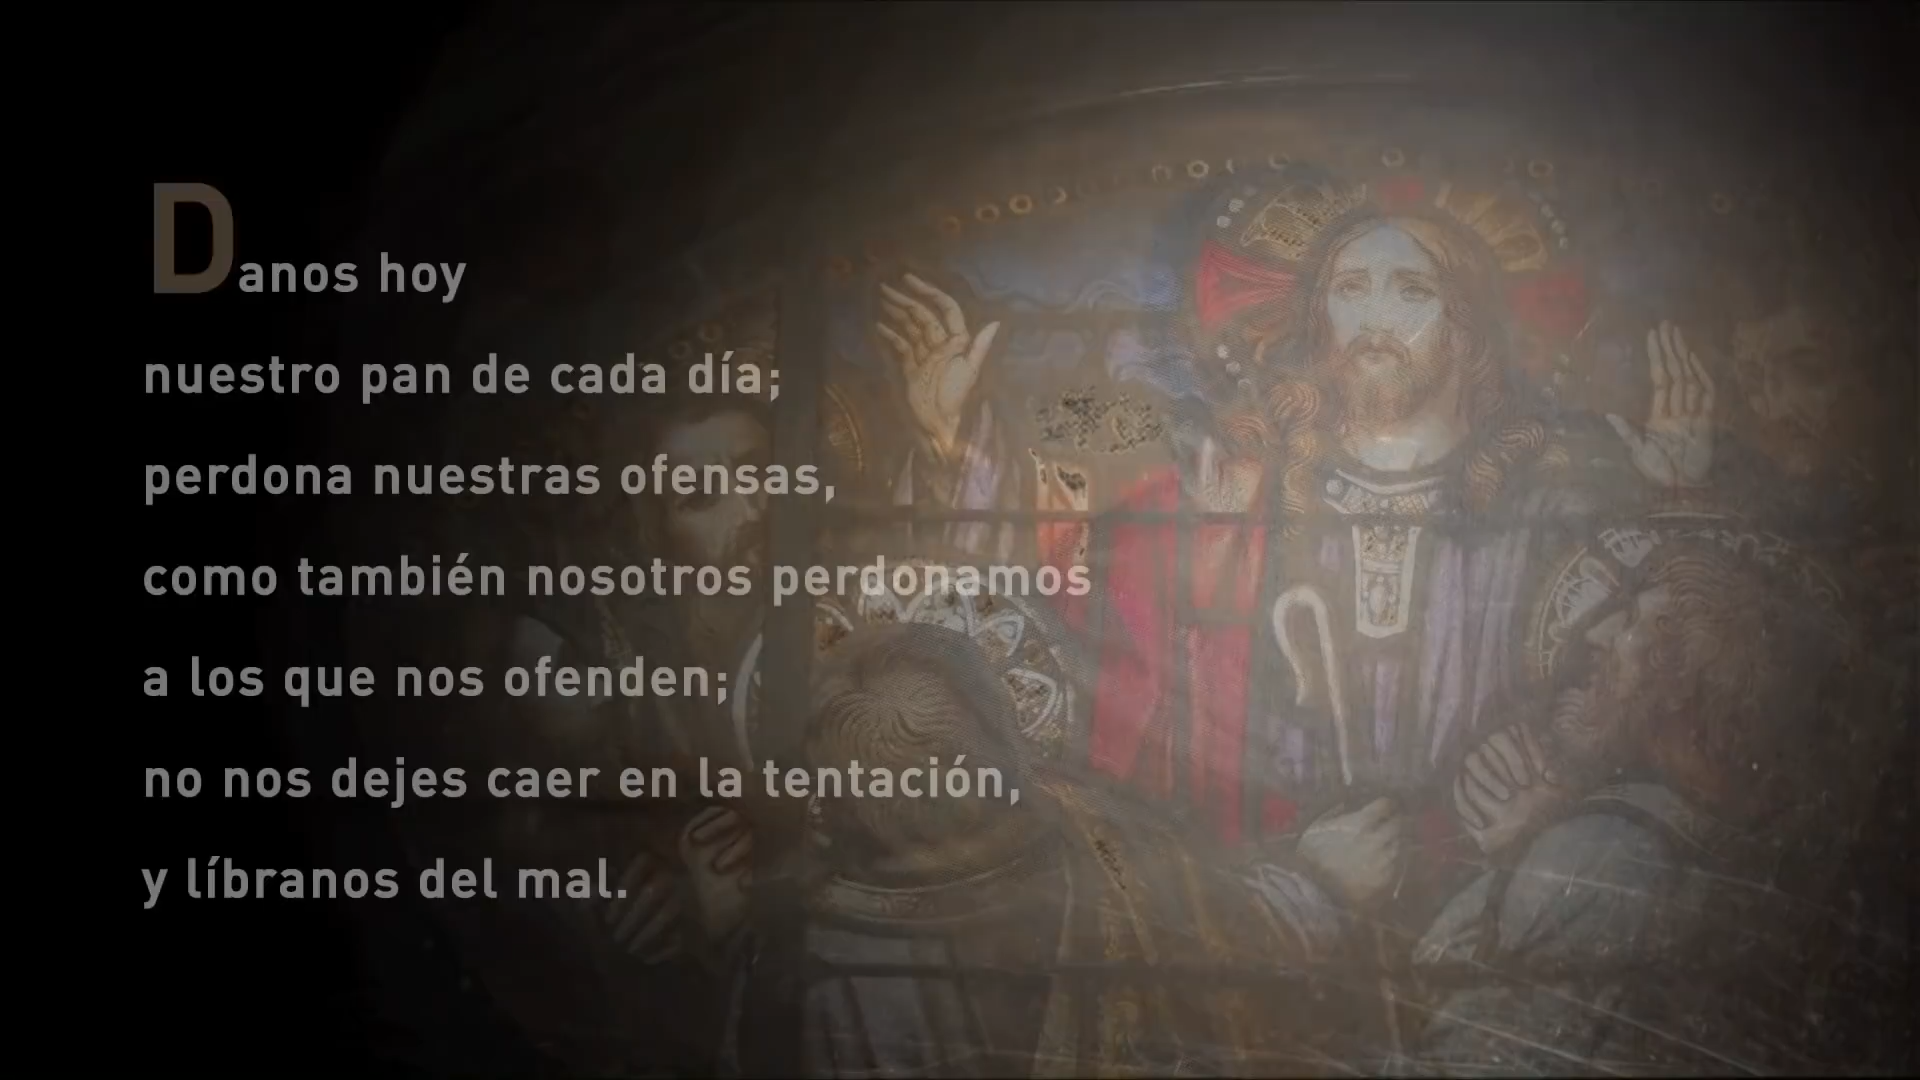 Danos hoy
nuestro pan de cada día;
perdona nuestras ofensas,
como también nosotros perdonamos
a los que nos ofenden;
no nos dejes caer en la tentación,
y líbranos del mal.